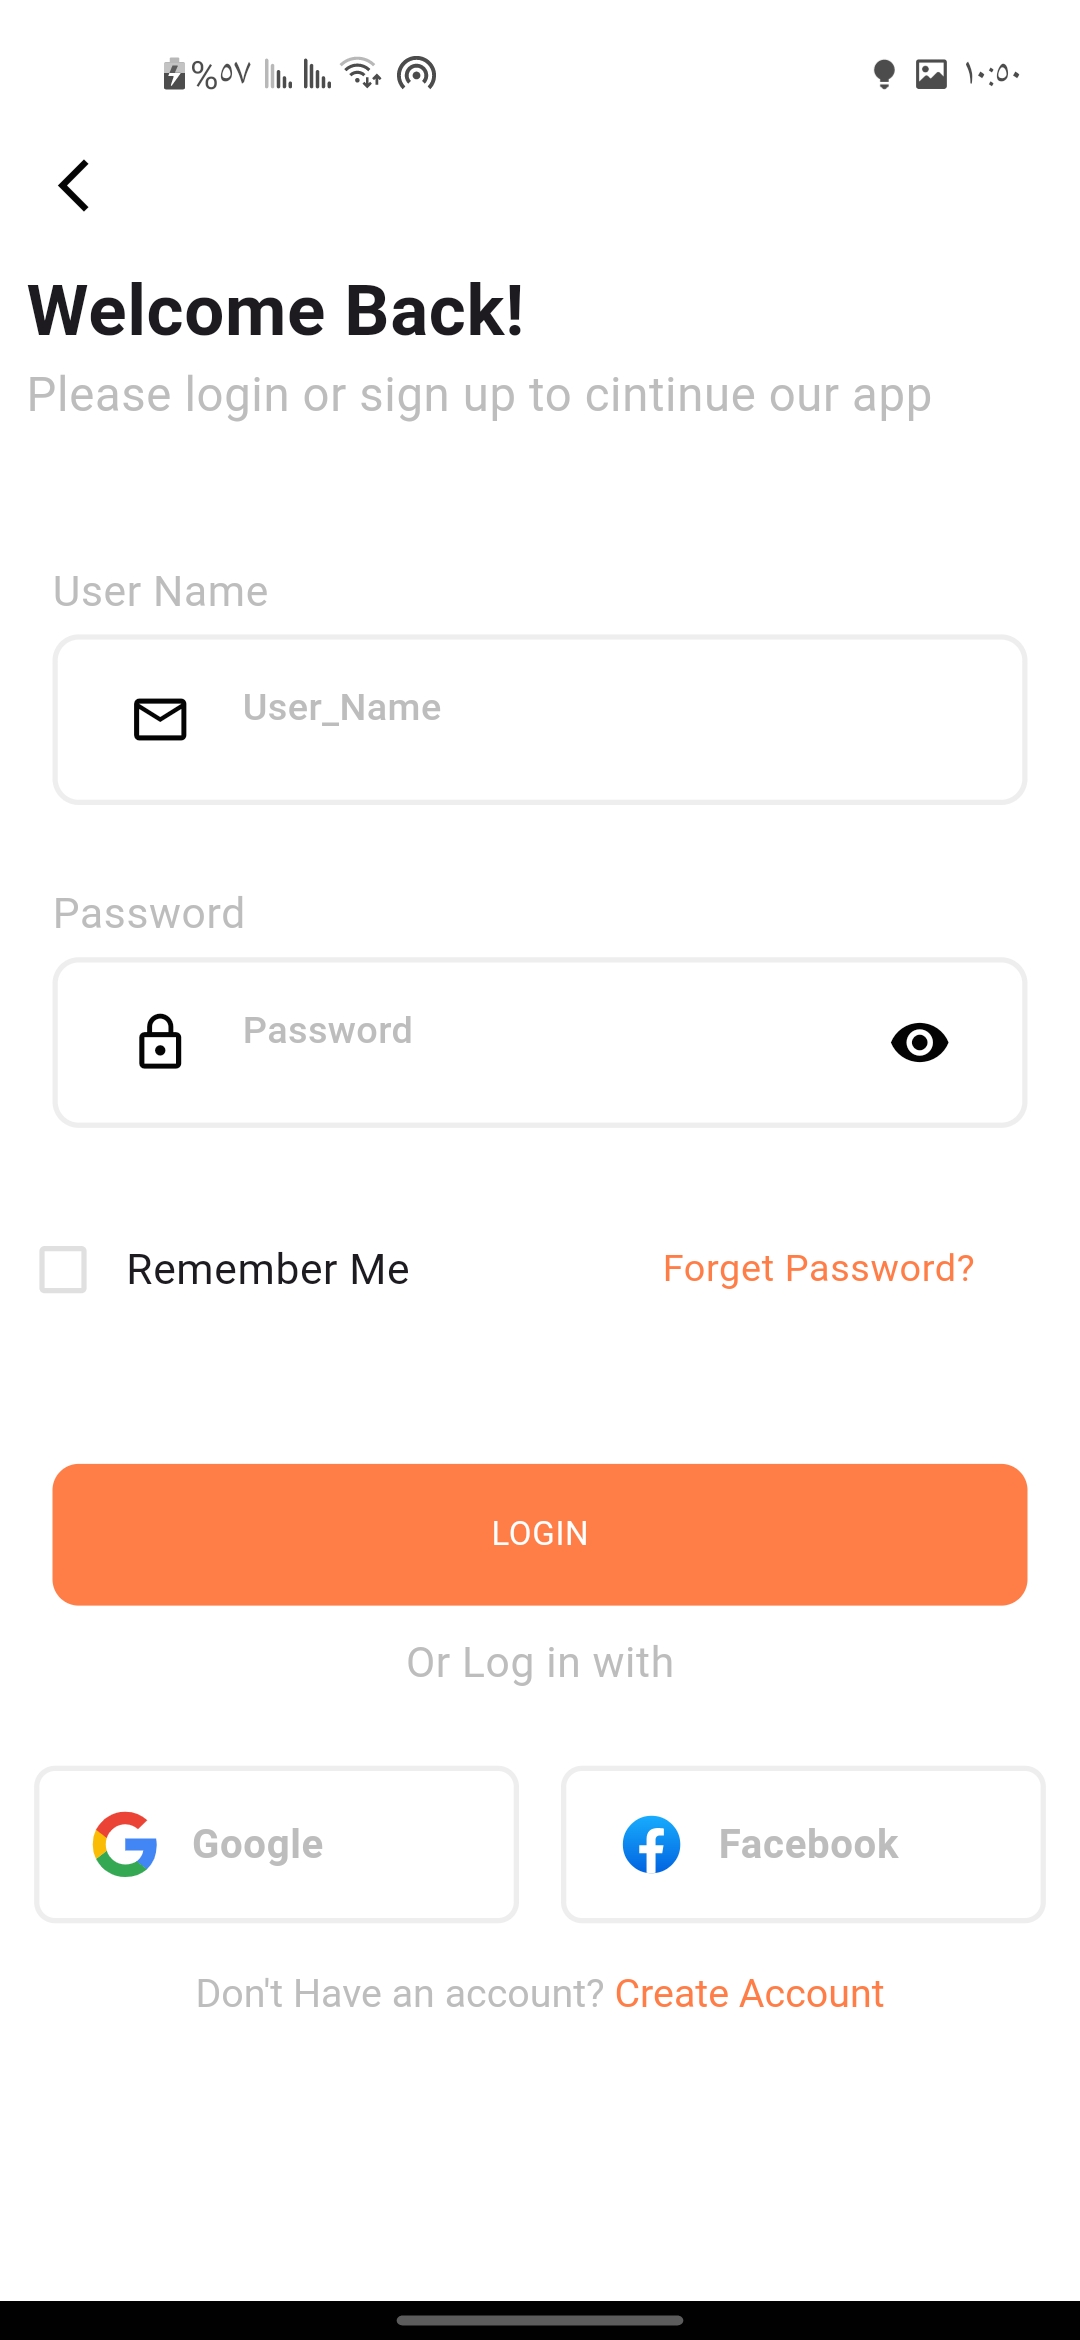 %٥٧ ١٠:٥٠
Welcome Back!
Please login or sign up to cintinue our app
User Name
User_Name
Password
Password
Remember Me Forget Password?
LOGIN
Or Log in with
Google Facebook
Don't Have an account? Create Account